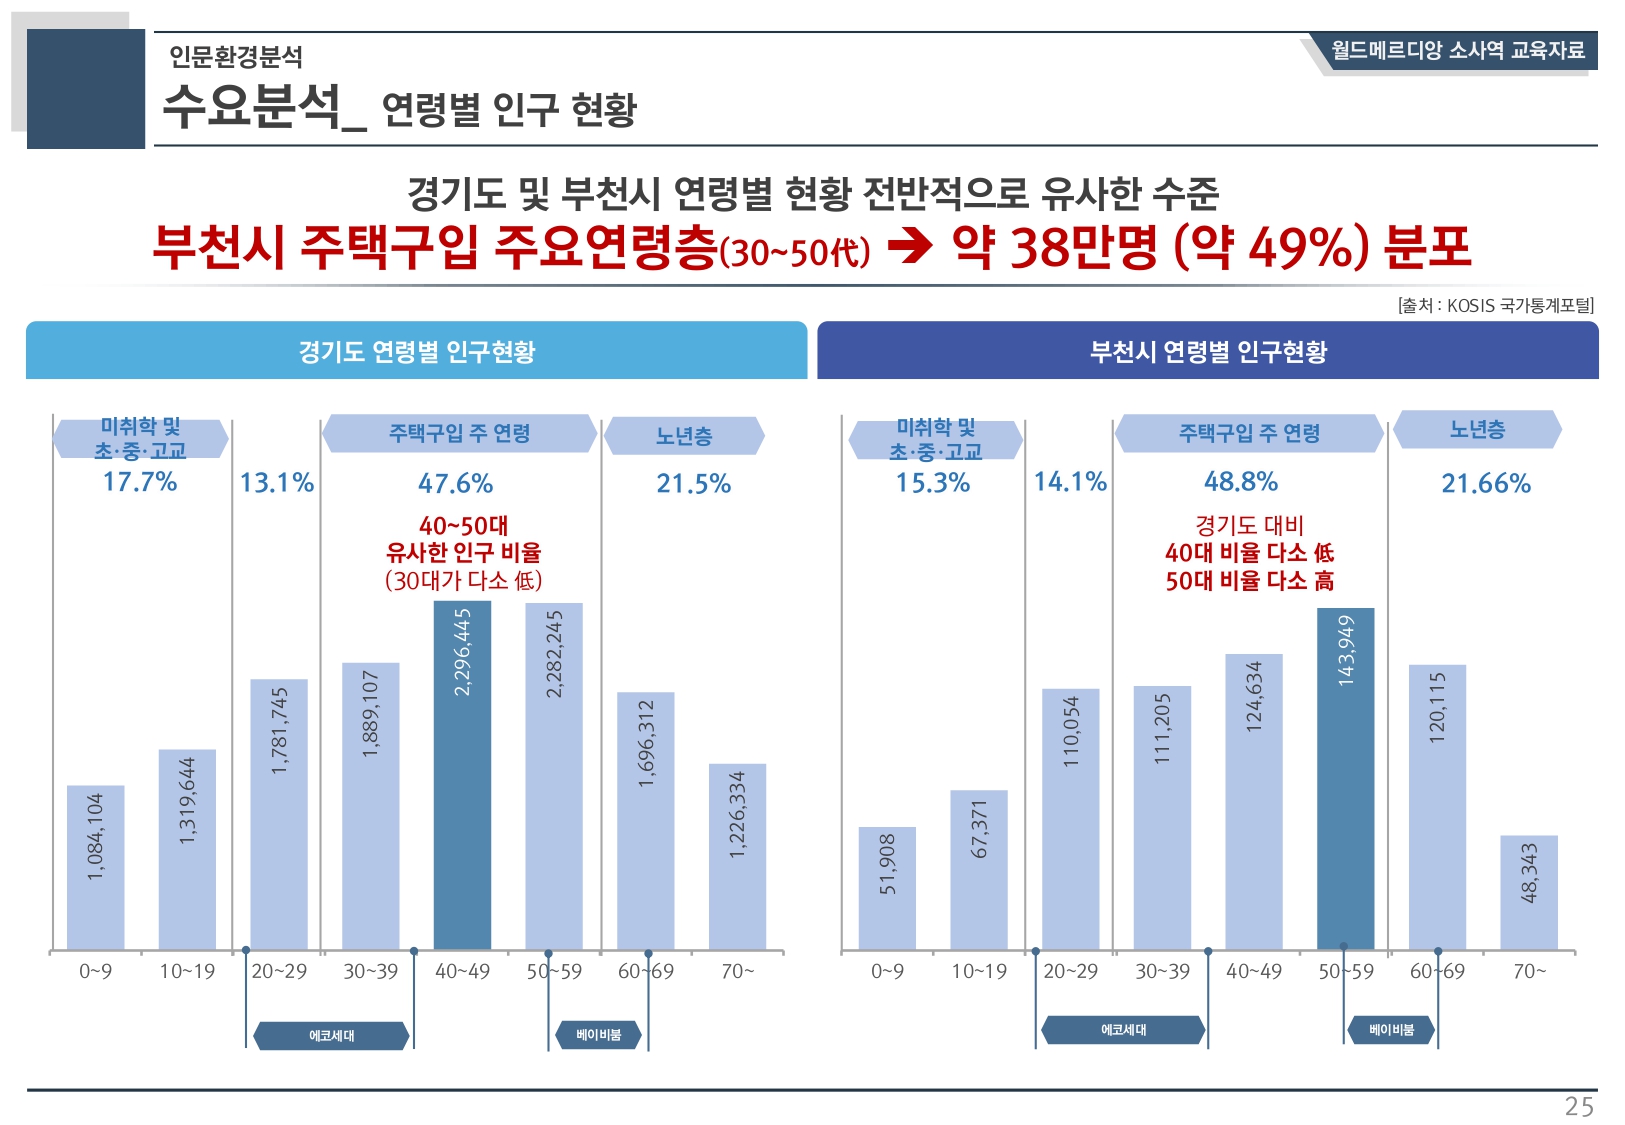 인문환경분석
월드메르디앙 소사역 교육자료
수요분석_ 연령별 인구 현황
경기도 및 부천시 연령별 현황 전반적으로 유사한 수준
부천시 주택구입 주요연령층(30~50代) ➔ 약 38만명 (약 49%) 분포
[출처 : KOSIS 국가통계포털]
경기도 연령별 인구현황
미취학 및
초·중·고교
주택구입 주 연령
노년층
17.7%
13.1%
47.6%
21.5%
40~50대
유사한 인구 비율
(30대가 다소 低)
1,084,104
1,319,644
1,781,745
1,889,107
2,296,445
2,282,245
1,696,312
1,226,334
0~9
10~19
20~29
30~39
40~49
50~59
60~69
70~
에코세대
베이비붐
부천시 연령별 인구현황
미취학 및
초·중·고교
주택구입 주 연령
노년층
15.3%
14.1%
48.8%
21.66%
경기도 대비
40대 비율 다소 低
50대 비율 다소 高
51,908
67,371
110,054
111,205
124,634
143,949
120,115
48,343
0~9
10~19
20~29
30~39
40~49
50~59
60~69
70~
에코세대
베이비붐
25